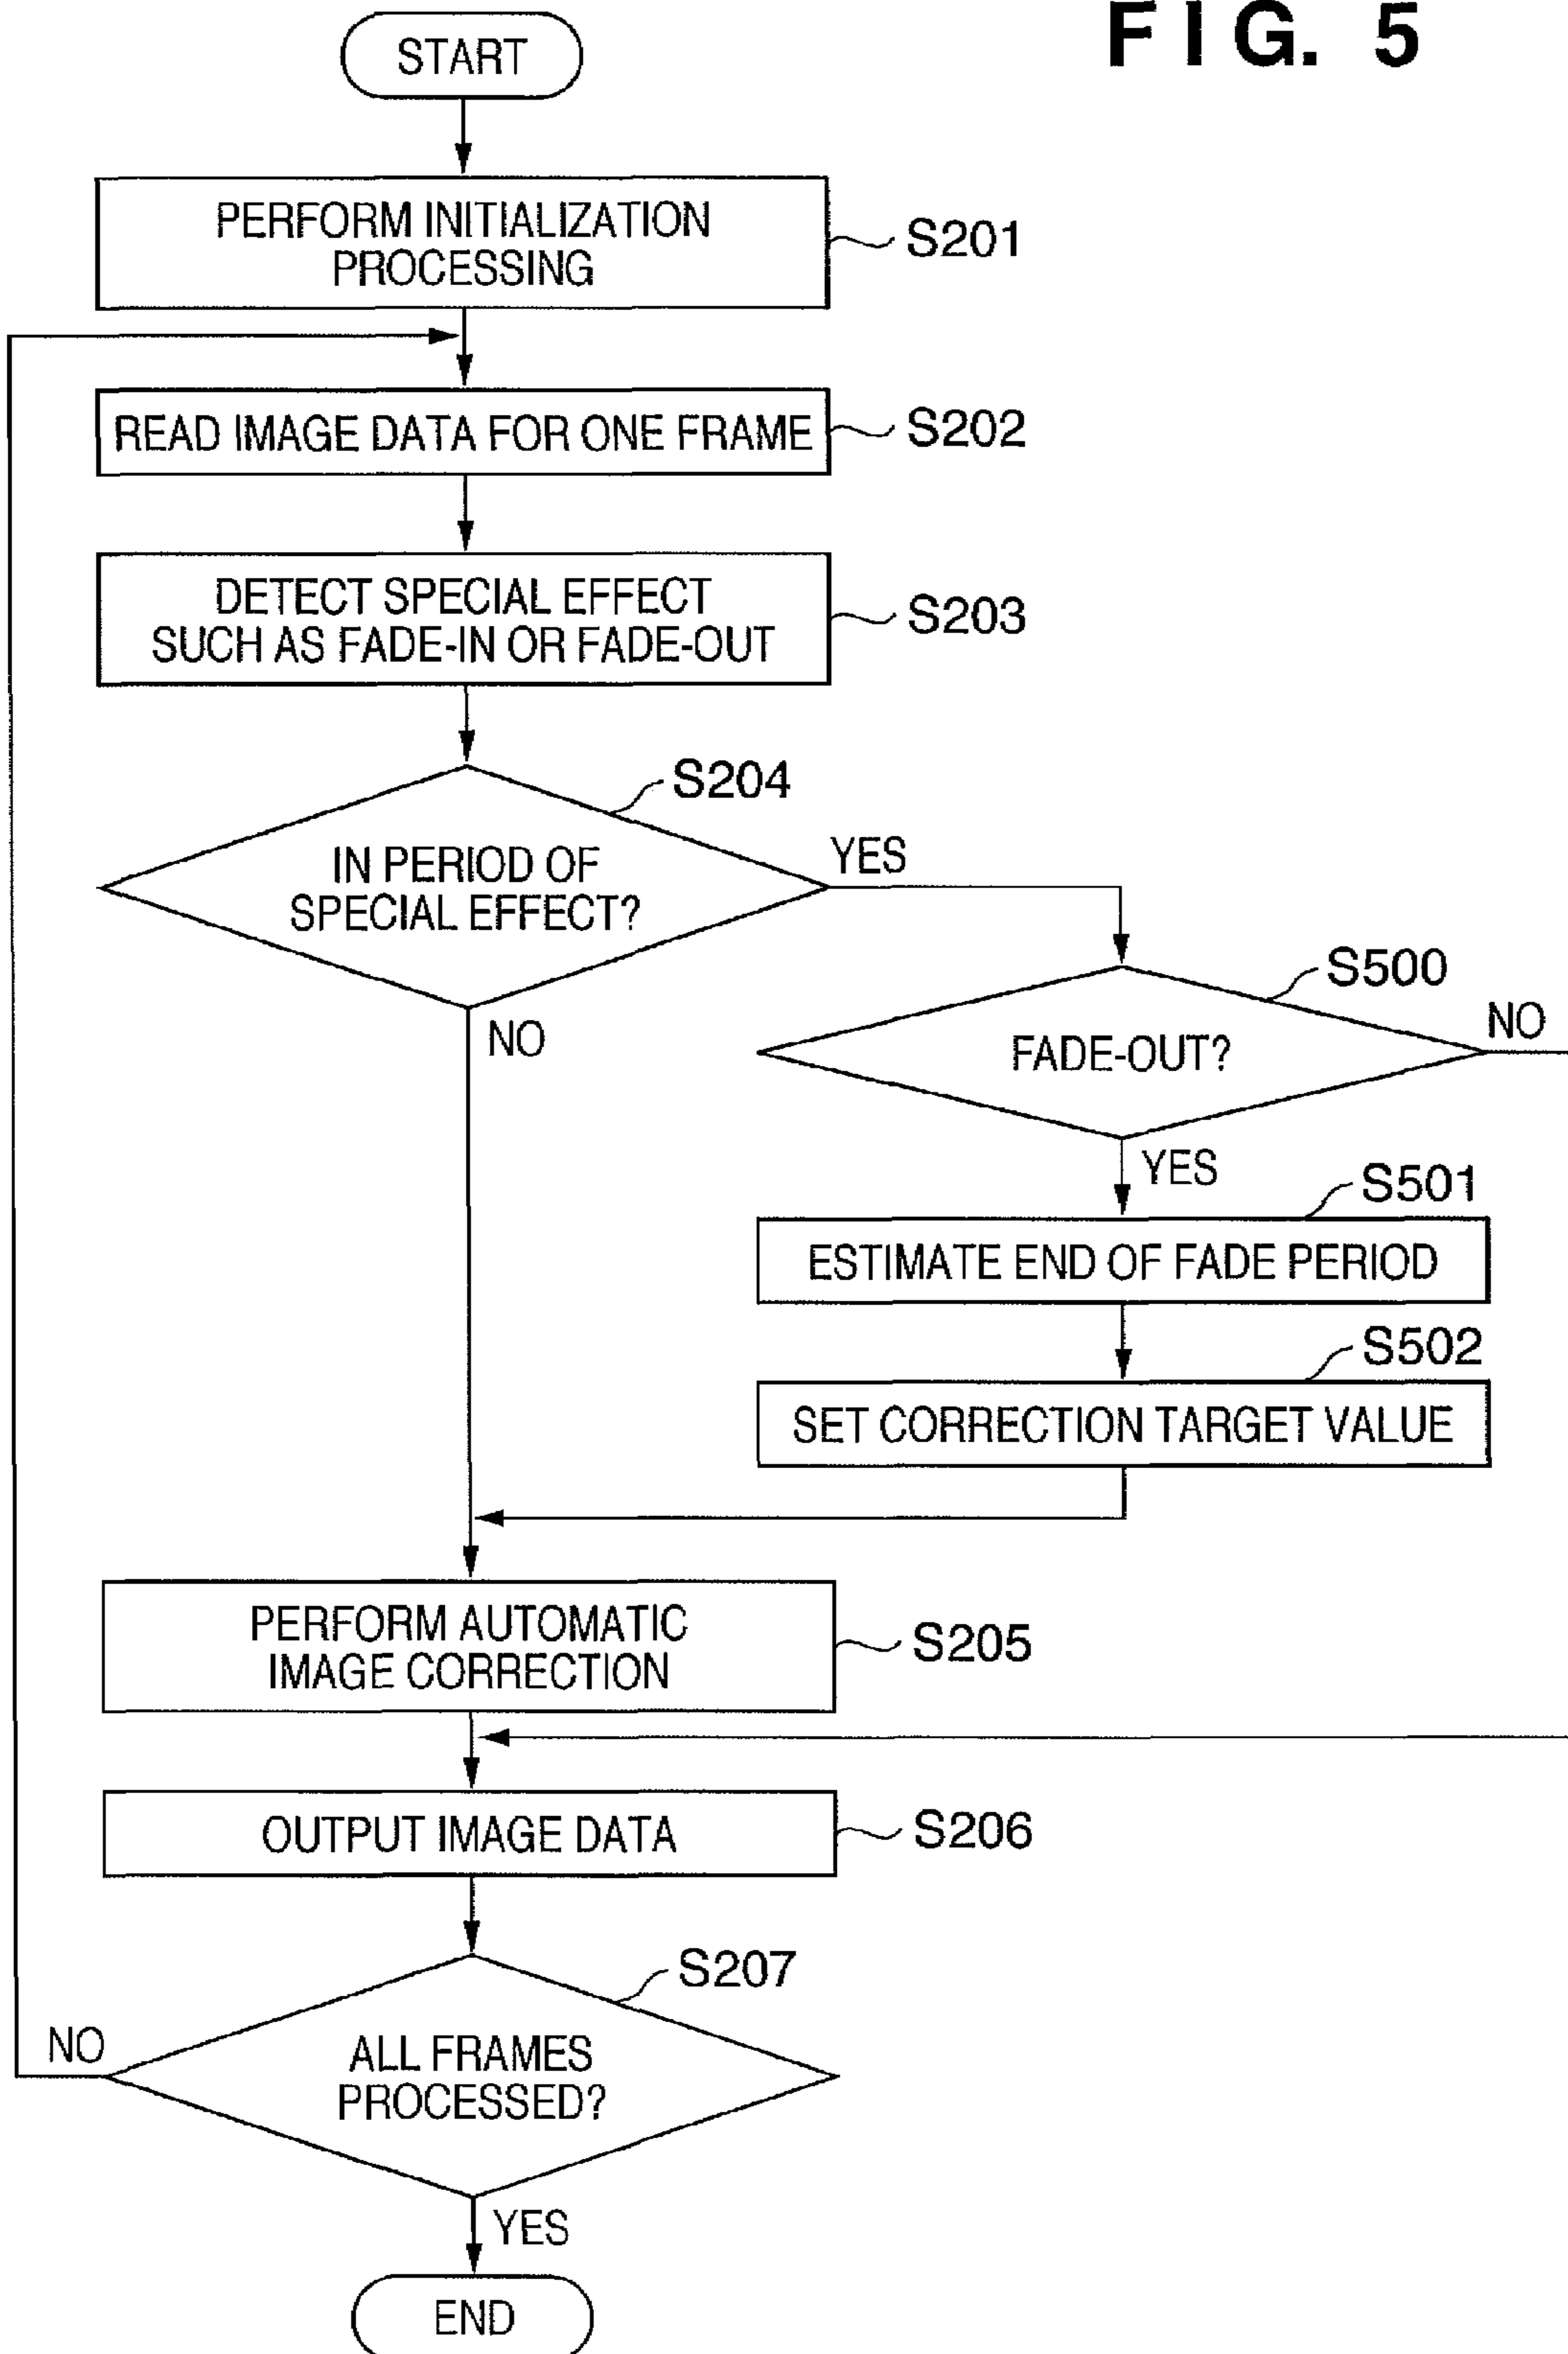 FIG. 5
START
PERFORM INITIALIZATION
PROCESSING
S201
READ IMAGE DATA FOR ONE FRAME
S202
DETECT SPECIAL EFFECT
SUCH AS FADE-IN OR FADE-OUT
S203
S204
IN PERIOD OF
SPECIAL EFFECT?
YES
NO
S500
FADE-OUT?
NO
YES
S501
ESTIMATE END OF FADE PERIOD
S502
SET CORRECTION TARGET VALUE
PERFORM AUTOMATIC
IMAGE CORRECTION
S205
OUTPUT IMAGE DATA
S206
S207
ALL FRAMES
PROCESSED?
NO
YES
END